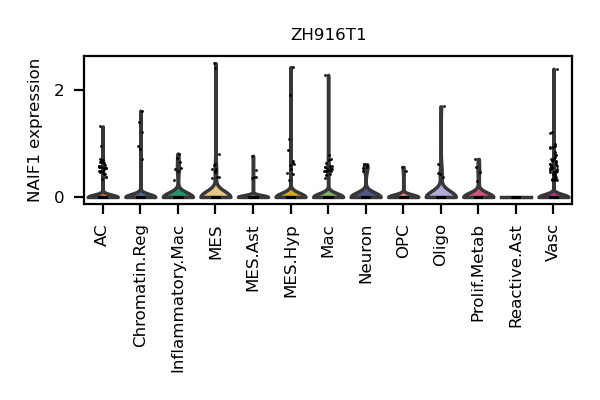 ZH916T1
NAIF1 expression
2
0
AC
Chromatin.Reg
Inflammatory.Mac
MES
MES.Ast
MES.Hyp
Mac
Neuron
OPC
Oligo
Prolif.Metab
Reactive.Ast
Vasc